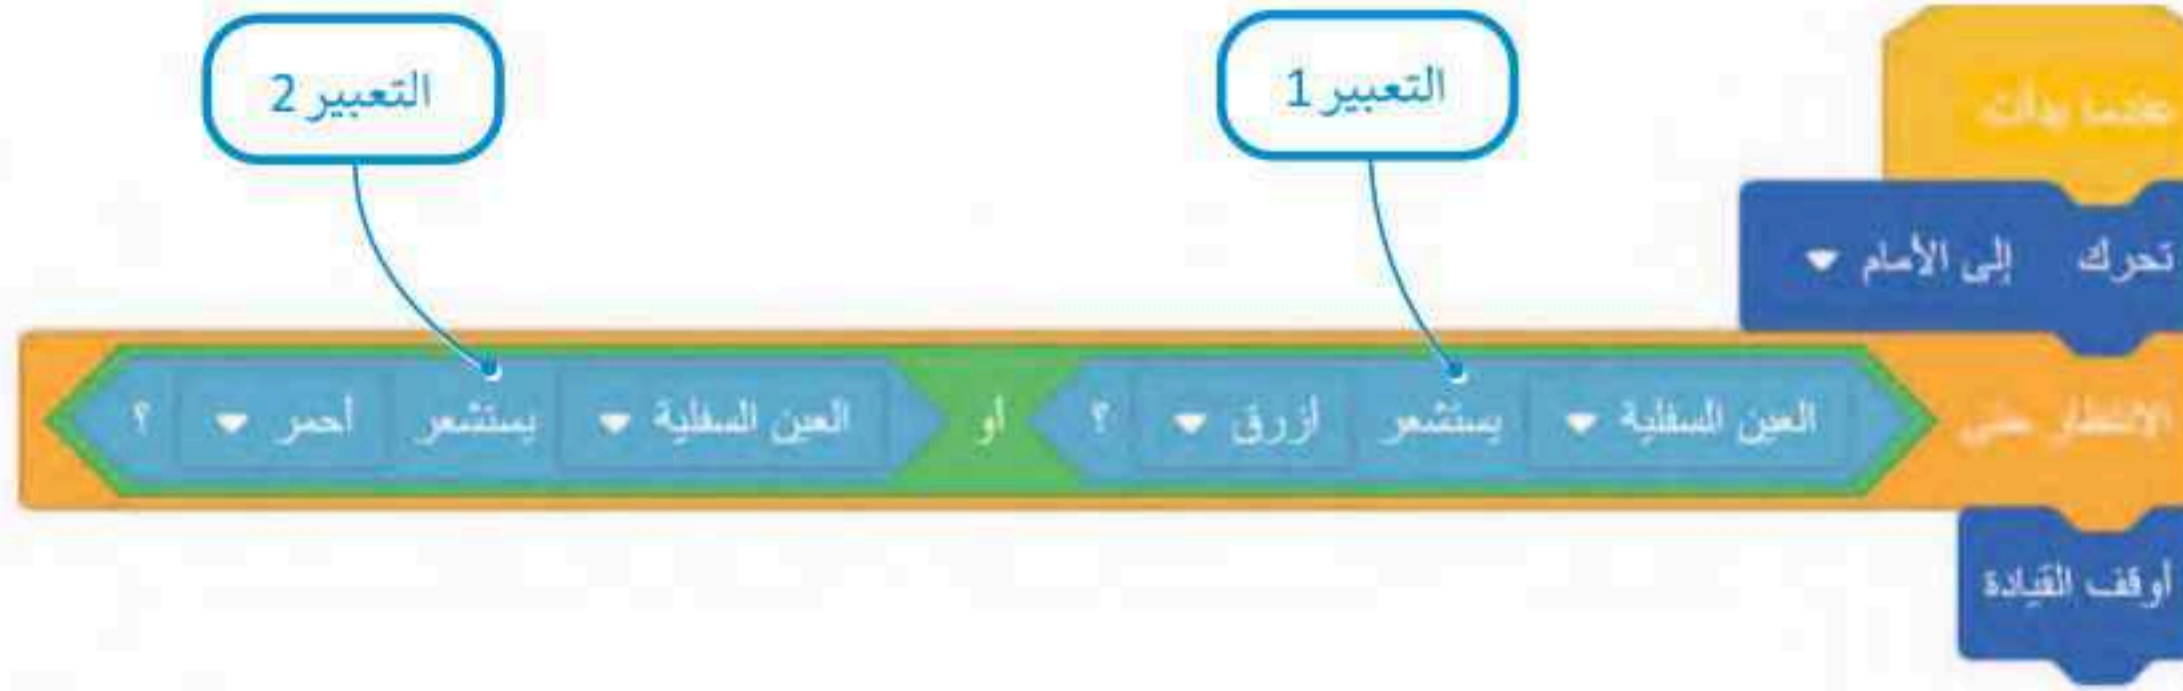 التعبير 1
التعبير 2
عندما بدأت
تحرك إلى الأمام
الانتظار حتى العين السفلية يستشعر أزرق ؟ أو العين السفلية يستشعر أحمر ؟
أوقف القيادة